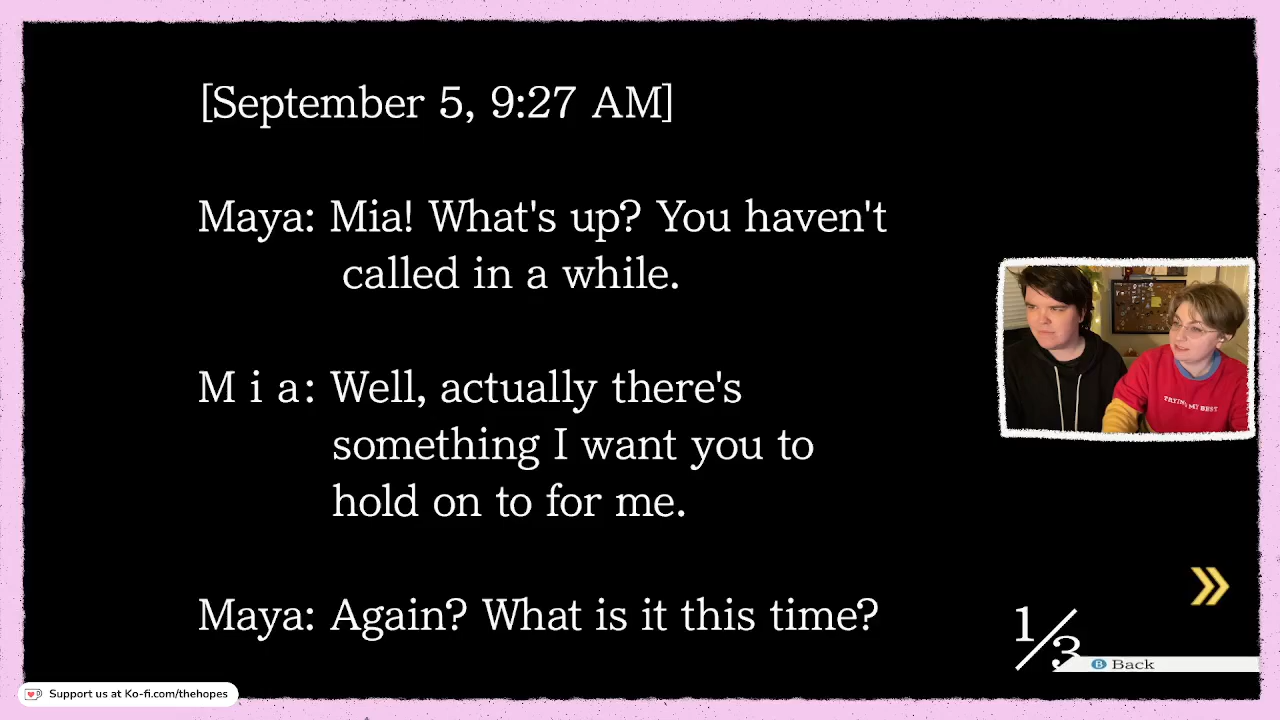 [September 5, 9:27 AM]
Maya: Mia! What's up? You haven't
called in a while.
M i a: Well, actually there's
something I want you to
hold on to for me.
Maya: Again? What is it this time?
TRYING MY BEST
1/3
B Back
Support us at Ko-fi.com/thehopes